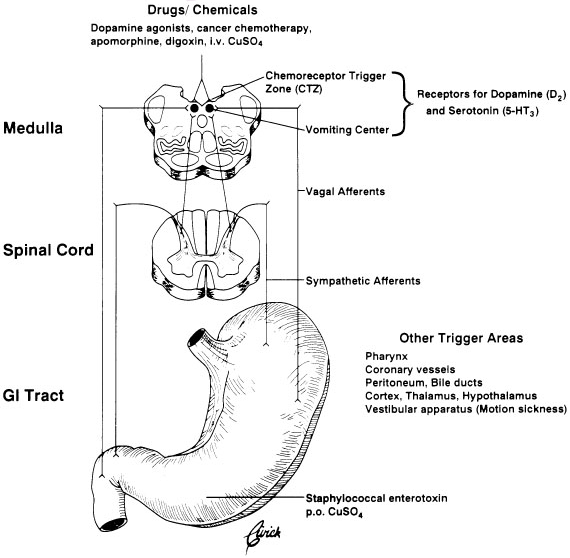 Drugs/ Chemicals
Dopamine agonists, cancer chemotherapy,
apomorphine, digoxin, i.v. CuSO₄
Chemoreceptor Trigger
Zone (CTZ)
Receptors for Dopamine (D₂)
and Serotonin (5-HT₃)
Medulla
Vomiting Center
Vagal Afferents
Spinal Cord
Sympathetic Afferents
Other Trigger Areas
Pharynx
Coronary vessels
Peritoneum, Bile ducts
Cortex, Thalamus, Hypothalamus
Vestibular apparatus (Motion sickness)
GI Tract
Staphylococcal enterotoxin
p.o. CuSO₄